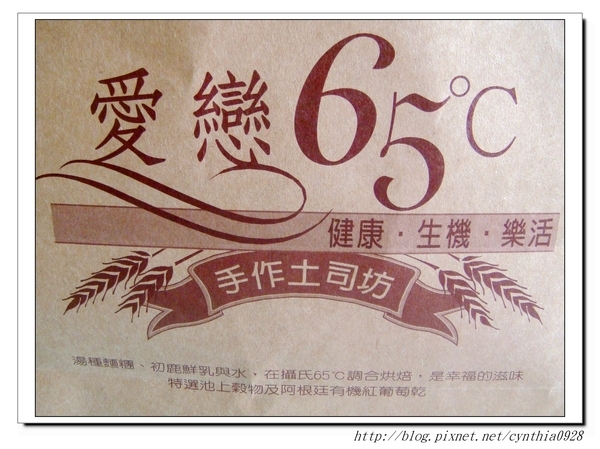 愛戀65℃
健康·生機·樂活
手作土司坊
湯種麵糰、初鹿鮮乳與水，在攝氏65℃調合烘焙，是幸福的滋味
特選池上穀物及阿根廷有機紅葡萄乾
http://blog.pixnet.net/cynthia0928